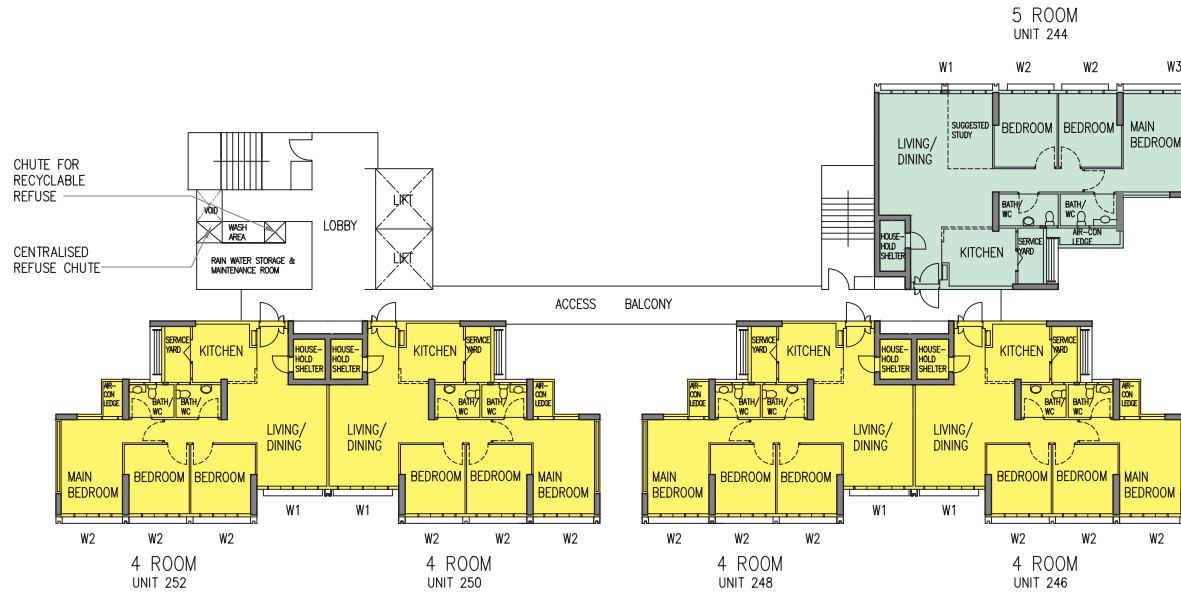 5 ROOM
UNIT 244
W1
W2
W2
W3
SUGGESTED
STUDY
BEDROOM
BEDROOM
MAIN
BEDROOM
LIVING/
DINING
BATH/
WC
BATH/
WC
AIR-CON
LEDGE
HOUSE-
HOLD
SHELTER
KITCHEN
SERVICE
YARD
CHUTE FOR
RECYCLABLE
REFUSE
CENTRALISED
REFUSE CHUTE
VOID
WASH
AREA
RAIN WATER STORAGE &
MAINTENANCE ROOM
LOBBY
LIFT
LIFT
ACCESS BALCONY
SERVICE
YARD
KITCHEN
HOUSE-
HOLD
SHELTER
HOUSE-
HOLD
SHELTER
KITCHEN
SERVICE
YARD
AIR-
CON
LEDGE
BATH/
WC
BATH/
WC
LIVING/
DINING
LIVING/
DINING
BATH/
WC
BATH/
WC
AIR-
CON
LEDGE
MAIN
BEDROOM
BEDROOM
BEDROOM
BEDROOM
BEDROOM
MAIN
BEDROOM
W2
W2
W2
W1
W1
W2
W2
W2
4 ROOM
UNIT 252
4 ROOM
UNIT 250
SERVICE
YARD
KITCHEN
HOUSE-
HOLD
SHELTER
HOUSE-
HOLD
SHELTER
KITCHEN
SERVICE
YARD
AIR-
CON
LEDGE
BATH/
WC
BATH/
WC
LIVING/
DINING
LIVING/
DINING
BATH/
WC
BATH/
WC
AIR-
CON
LEDGE
MAIN
BEDROOM
BEDROOM
BEDROOM
BEDROOM
BEDROOM
MAIN
BEDROOM
W2
W2
W2
W1
W1
W2
W2
W2
4 ROOM
UNIT 248
4 ROOM
UNIT 246